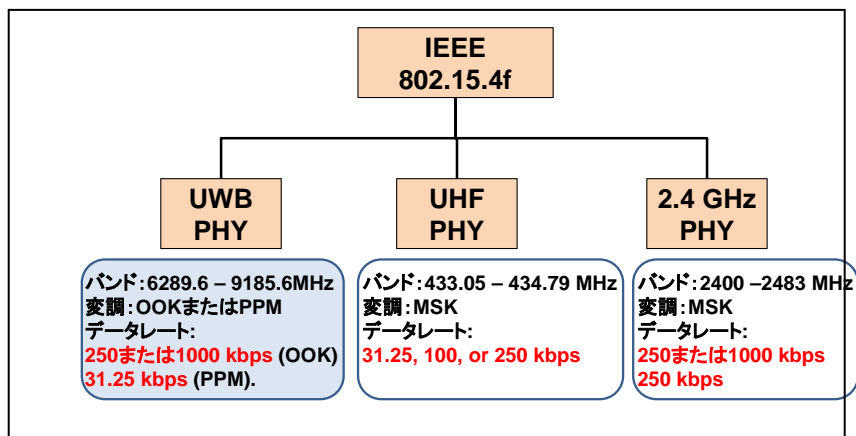 IEEE
802.15.4f
UWB
PHY
UHF
PHY
2.4 GHz
PHY
バンド：6289.6 – 9185.6MHz
変調：OOKまたはPPM
データレート：
250または1000 kbps (OOK)
31.25 kbps (PPM).
バンド：433.05 – 434.79 MHz
変調：MSK
データレート：
31.25, 100, or 250 kbps
バンド：2400 –2483 MHz
変調：MSK
データレート：
250または1000 kbps
250 kbps